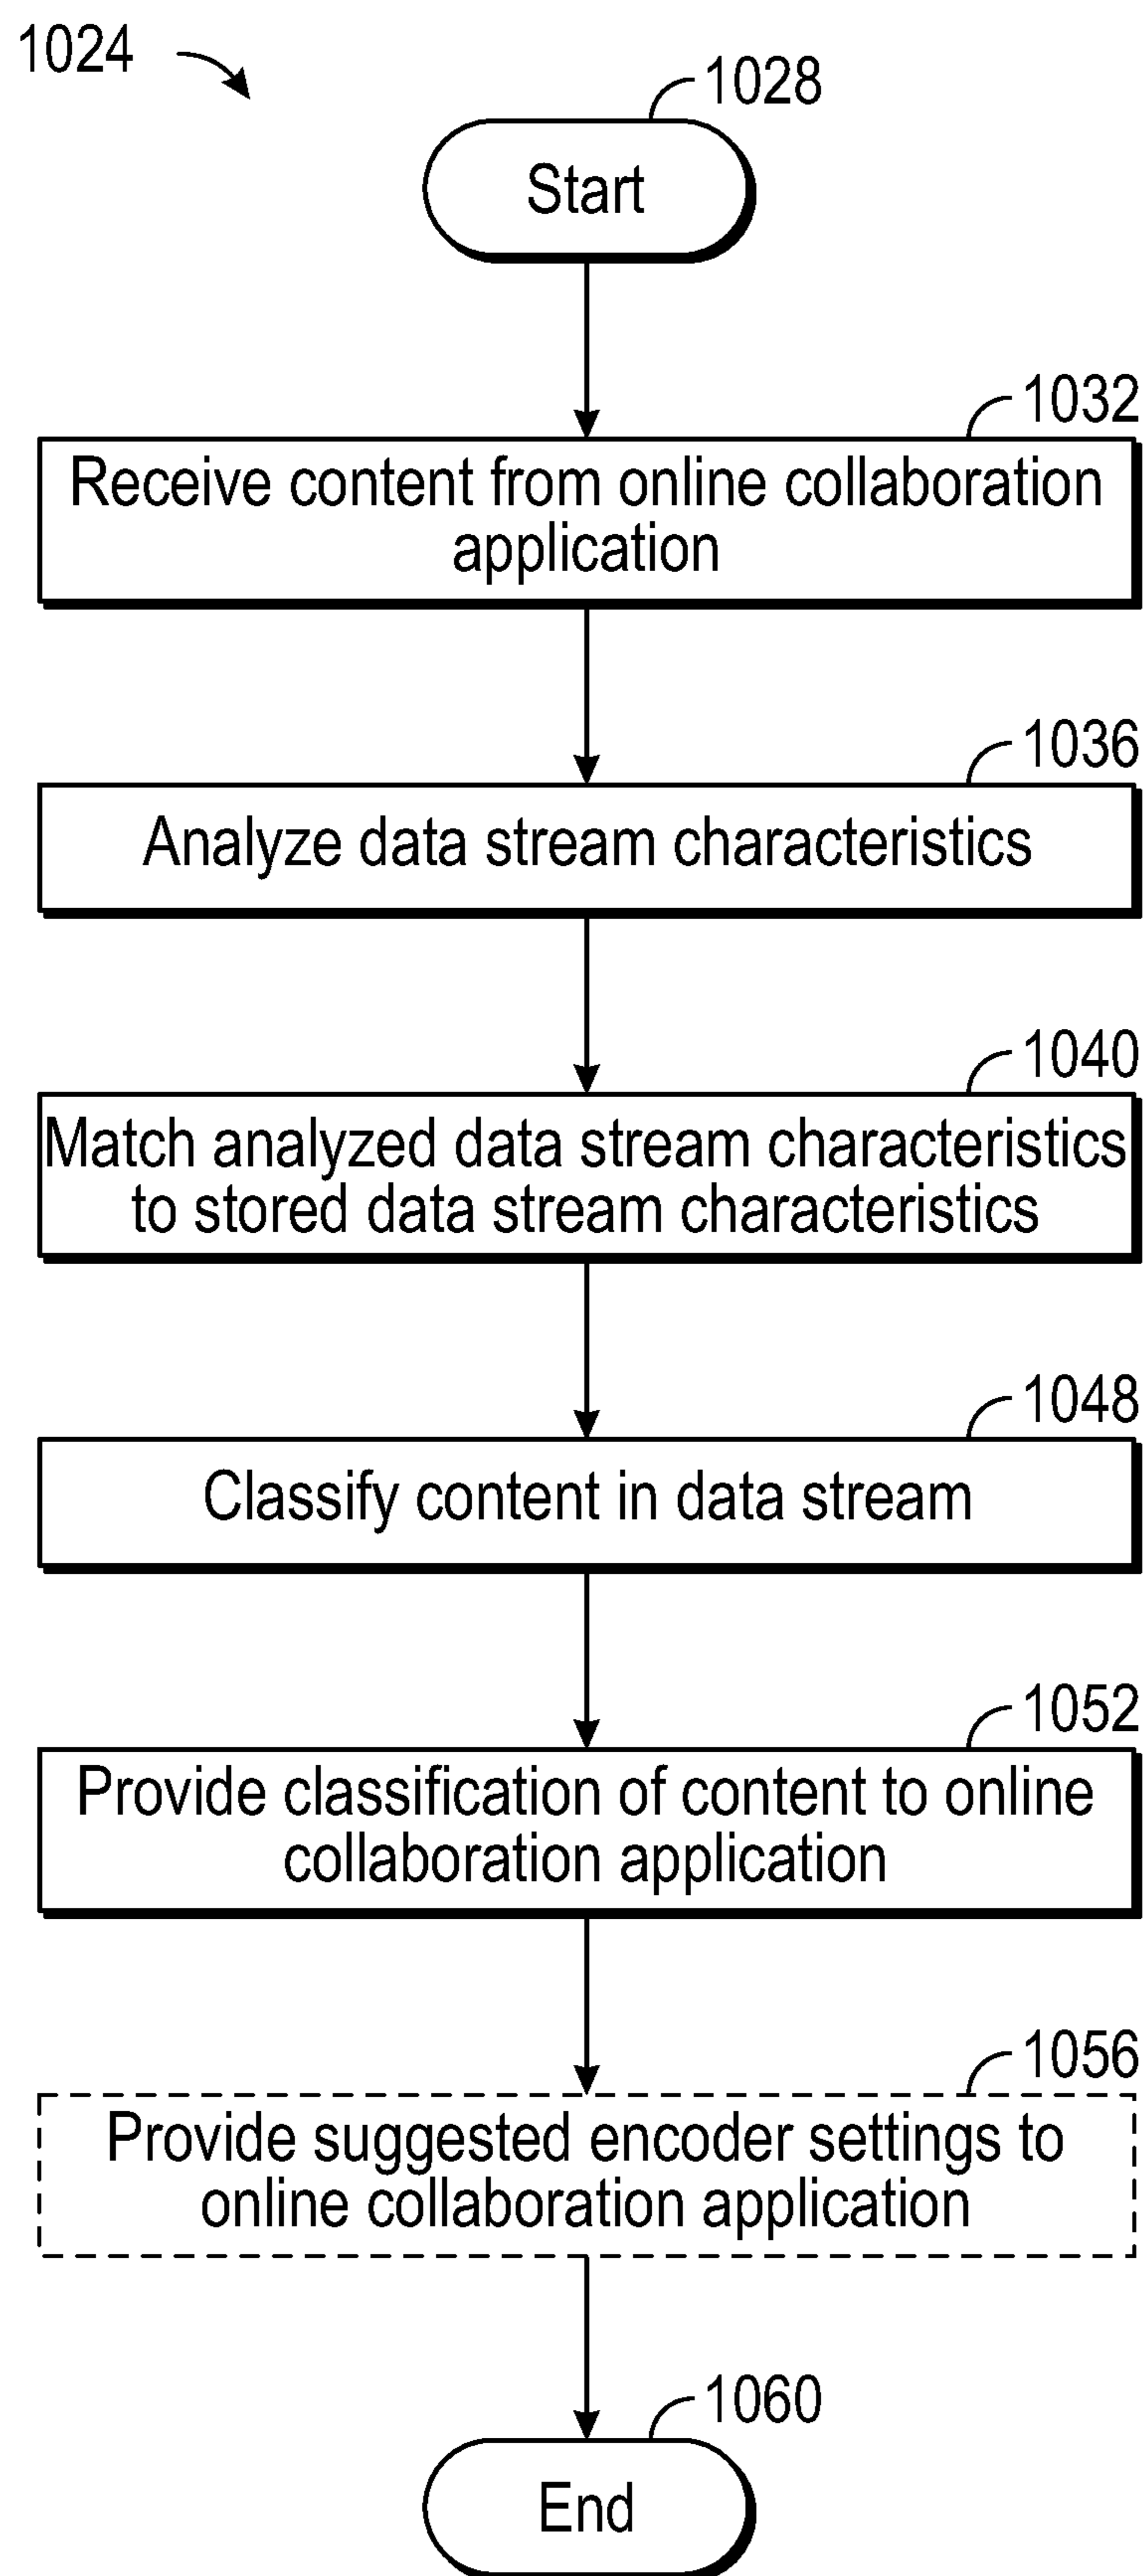 1024
1028
Start
1032
Receive content from online collaboration
application
1036
Analyze data stream characteristics
1040
Match analyzed data stream characteristics
to stored data stream characteristics
1048
Classify content in data stream
1052
Provide classification of content to online
collaboration application
1056
Provide suggested encoder settings to
online collaboration application
1060
End